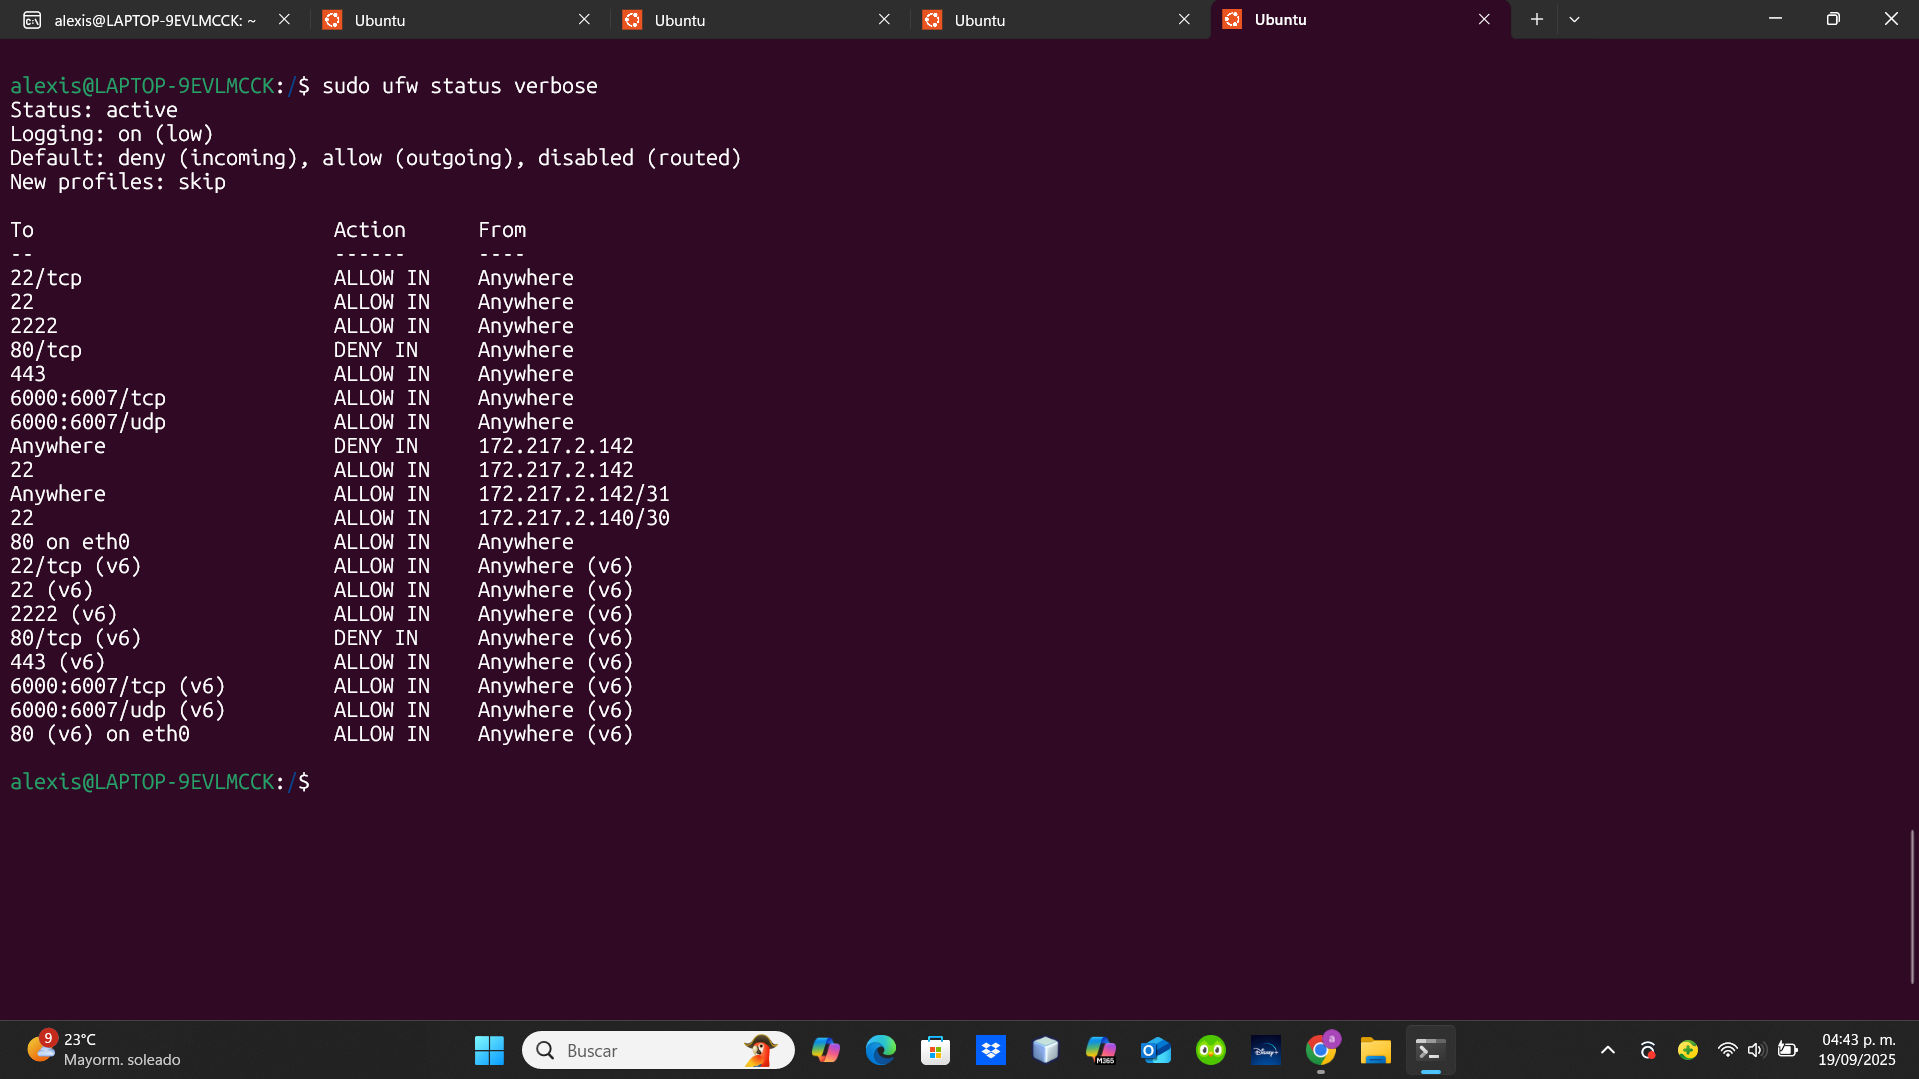 alexis@LAPTOP-9EVLMCCK: ~
Ubuntu
Ubuntu
Ubuntu
Ubuntu
alexis@LAPTOP-9EVLMCCK:/$ sudo ufw status verbose
Status: active
Logging: on (low)
Default: deny (incoming), allow (outgoing), disabled (routed)
New profiles: skip
To                         Action      From
--                         ------      ----
22/tcp                     ALLOW IN    Anywhere
22                         ALLOW IN    Anywhere
2222                       ALLOW IN    Anywhere
80/tcp                     DENY IN     Anywhere
443                        ALLOW IN    Anywhere
6000:6007/tcp              ALLOW IN    Anywhere
6000:6007/udp              ALLOW IN    Anywhere
Anywhere                   DENY IN     172.217.2.142
22                         ALLOW IN    172.217.2.142
Anywhere                   ALLOW IN    172.217.2.142/31
22                         ALLOW IN    172.217.2.140/30
80 on eth0                 ALLOW IN    Anywhere
22/tcp (v6)                ALLOW IN    Anywhere (v6)
22 (v6)                    ALLOW IN    Anywhere (v6)
2222 (v6)                  ALLOW IN    Anywhere (v6)
80/tcp (v6)                DENY IN     Anywhere (v6)
443 (v6)                   ALLOW IN    Anywhere (v6)
6000:6007/tcp (v6)         ALLOW IN    Anywhere (v6)
6000:6007/udp (v6)         ALLOW IN    Anywhere (v6)
80 (v6) on eth0            ALLOW IN    Anywhere (v6)
alexis@LAPTOP-9EVLMCCK:/$
9
23°C
Mayorm. soleado
Buscar
M365
Disney+
a
04:43 p. m.
19/09/2025